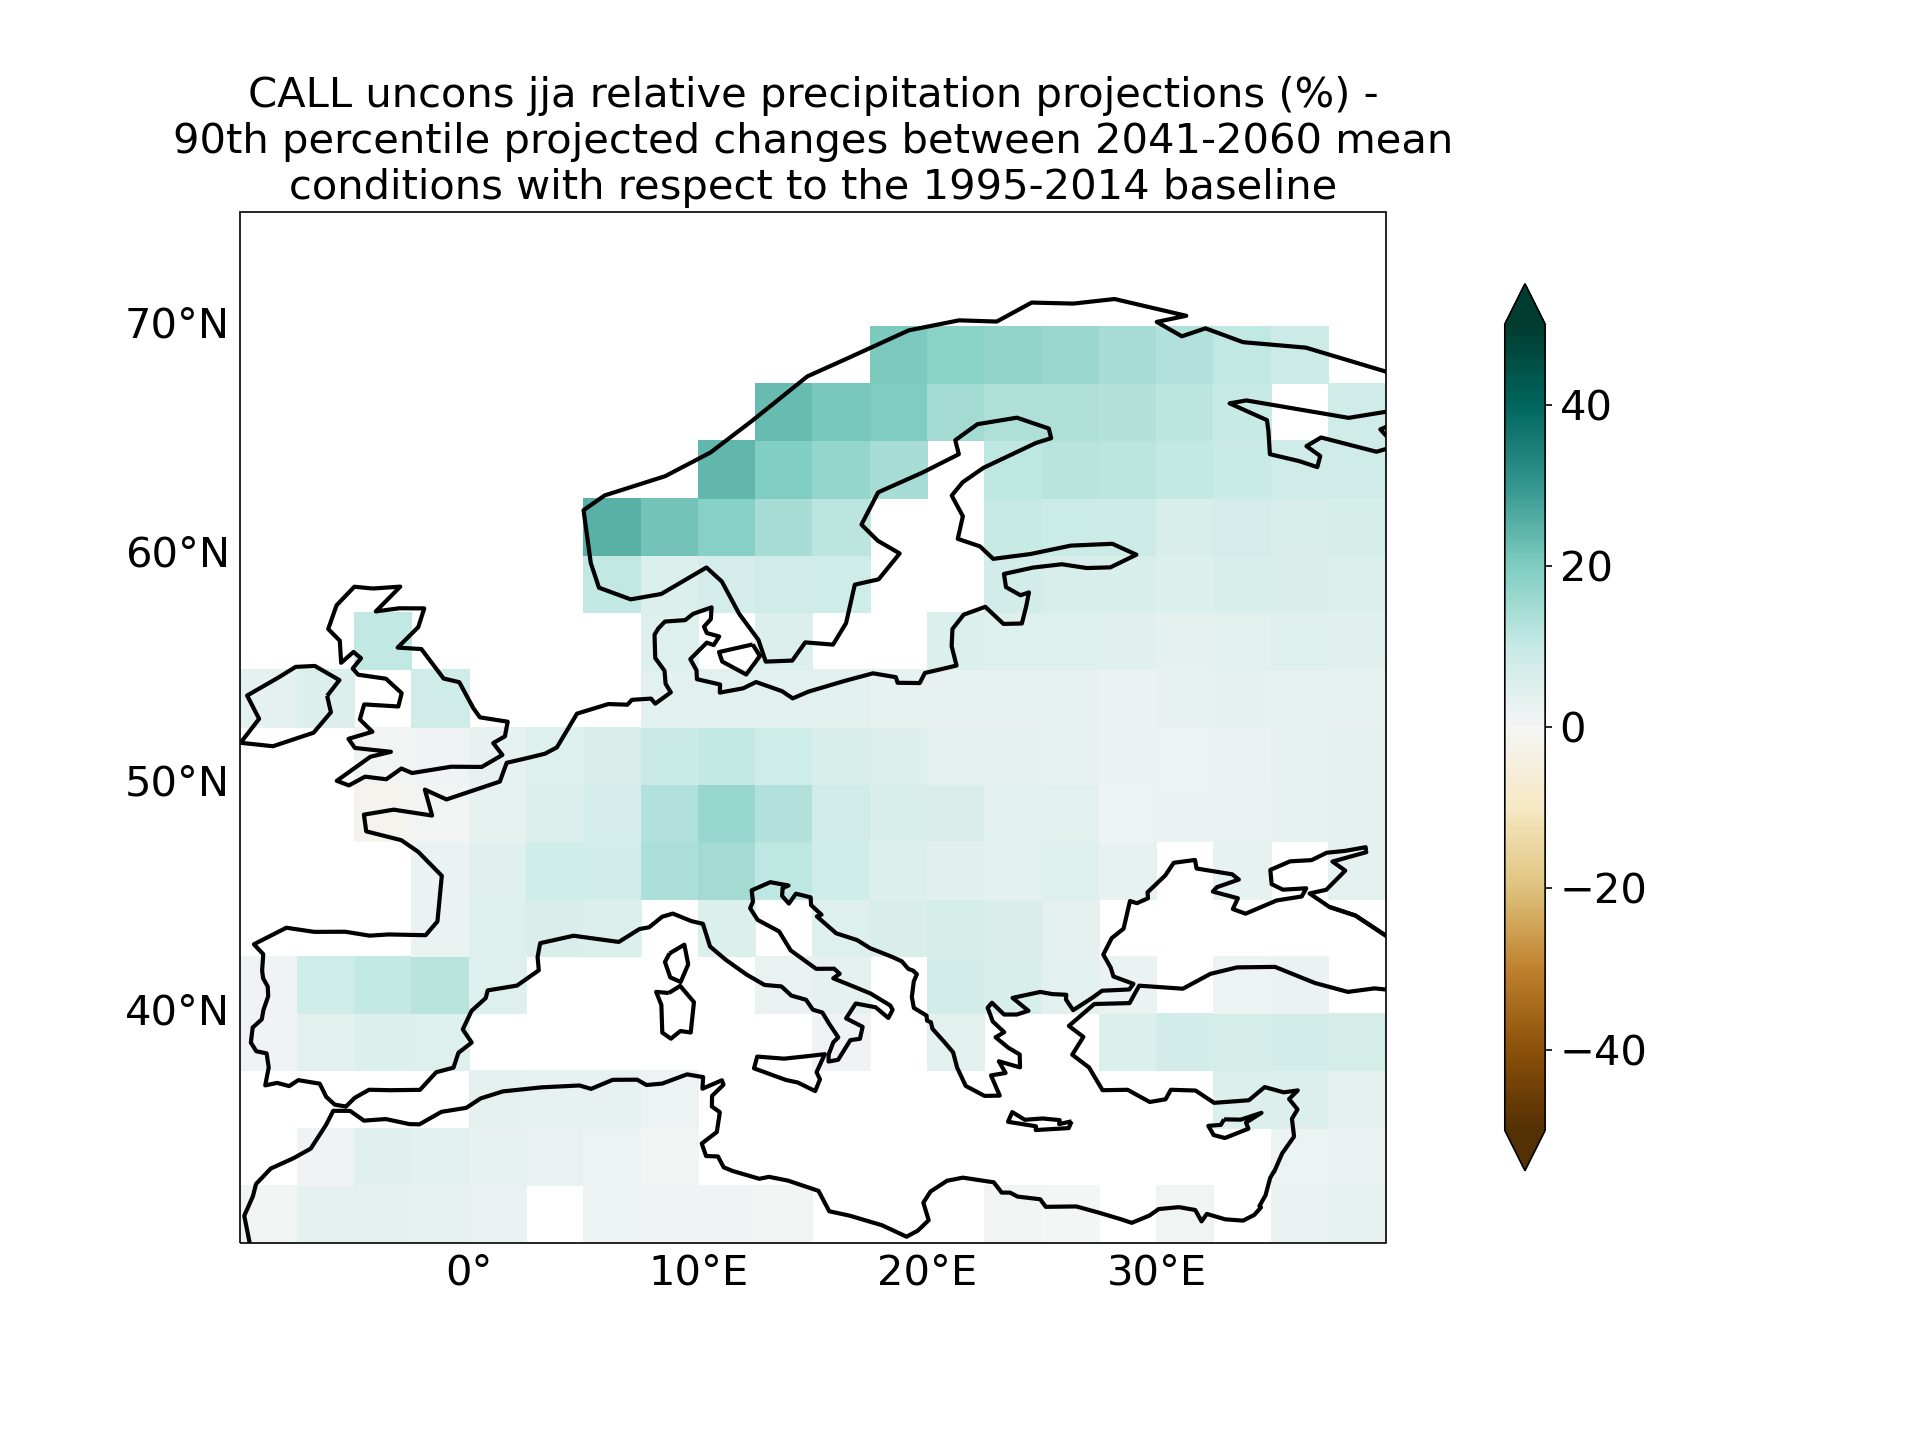 CALL uncons jja relative precipitation projections (%) -
90th percentile projected changes between 2041-2060 mean
conditions with respect to the 1995-2014 baseline
70°N
60°N
50°N
40°N
0°
10°E
20°E
30°E
40
20
0
−20
−40